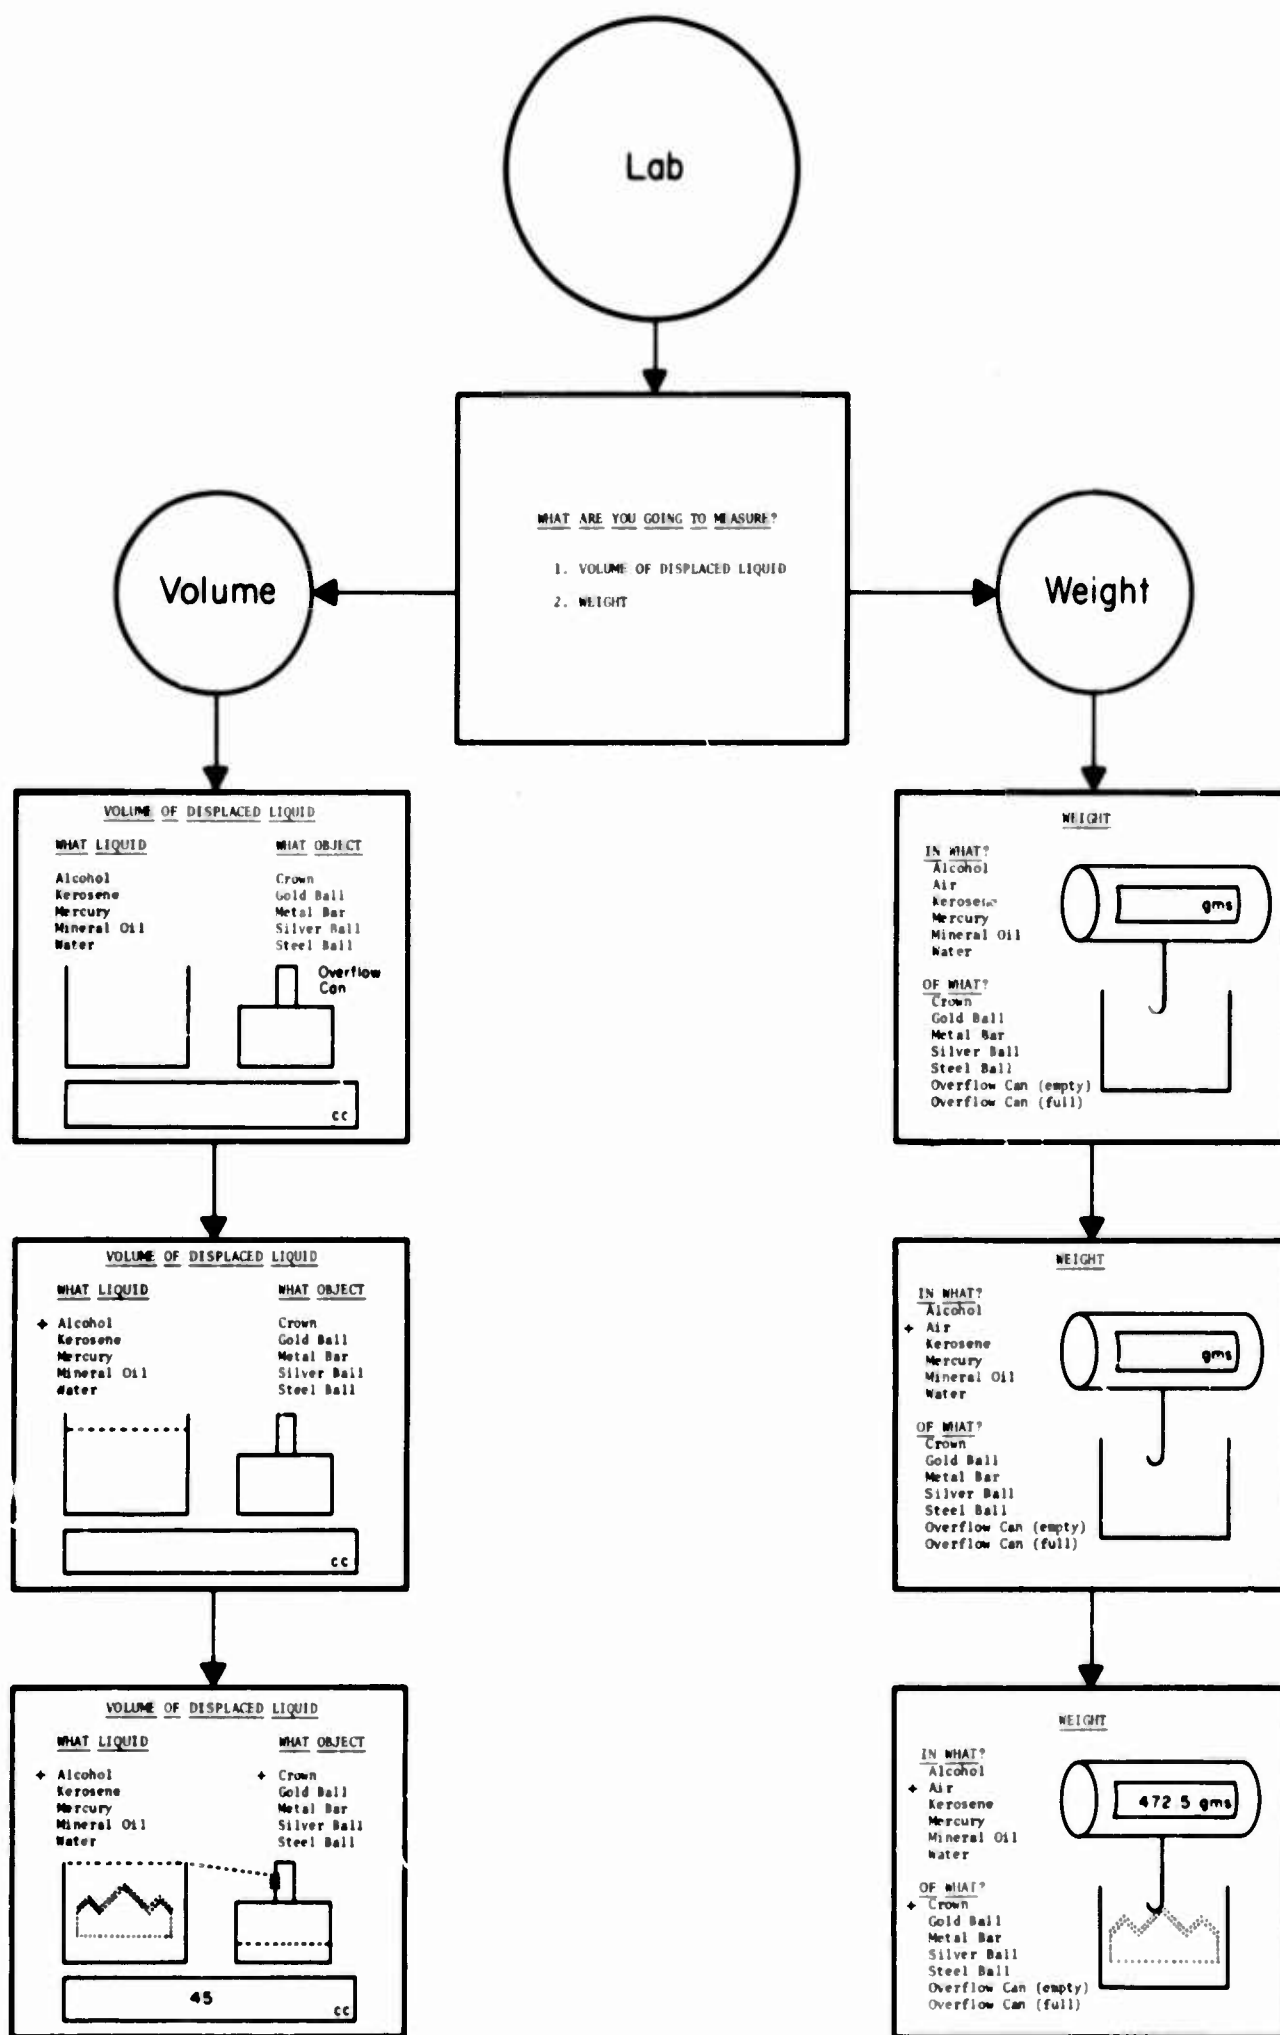 Lab
WHAT ARE YOU GOING TO MEASURE?
1. VOLUME OF DISPLACED LIQUID
2. WEIGHT
Volume
Weight
VOLUME OF DISPLACED LIQUID
WHAT LIQUID
Alcohol
Kerosene
Mercury
Mineral Oil
Water
WHAT OBJECT
Crown
Gold Ball
Metal Bar
Silver Ball
Steel Ball
Overflow
Can
cc
WEIGHT
IN WHAT?
Alcohol
Air
Kerosene
Mercury
Mineral Oil
Water
OF WHAT?
Crown
Gold Ball
Metal Bar
Silver Ball
Steel Ball
Overflow Can (empty)
Overflow Can (full)
gms
VOLUME OF DISPLACED LIQUID
WHAT LIQUID
+ Alcohol
Kerosene
Mercury
Mineral Oil
Water
WHAT OBJECT
Crown
Gold Ball
Metal Bar
Silver Ball
Steel Ball
cc
WEIGHT
IN WHAT?
Alcohol
+ Air
Kerosene
Mercury
Mineral Oil
Water
OF WHAT?
Crown
Gold Ball
Metal Bar
Silver Ball
Steel Ball
Overflow Can (empty)
Overflow Can (full)
gms
VOLUME OF DISPLACED LIQUID
WHAT LIQUID
+ Alcohol
Kerosene
Mercury
Mineral Oil
Water
WHAT OBJECT
+ Crown
Gold Ball
Metal Bar
Silver Ball
Steel Ball
45 cc
WEIGHT
IN WHAT?
Alcohol
+ Air
Kerosene
Mercury
Mineral Oil
Water
OF WHAT?
+ Crown
Gold Ball
Metal Bar
Silver Ball
Steel Ball
Overflow Can (empty)
Overflow Can (full)
472.5 gms